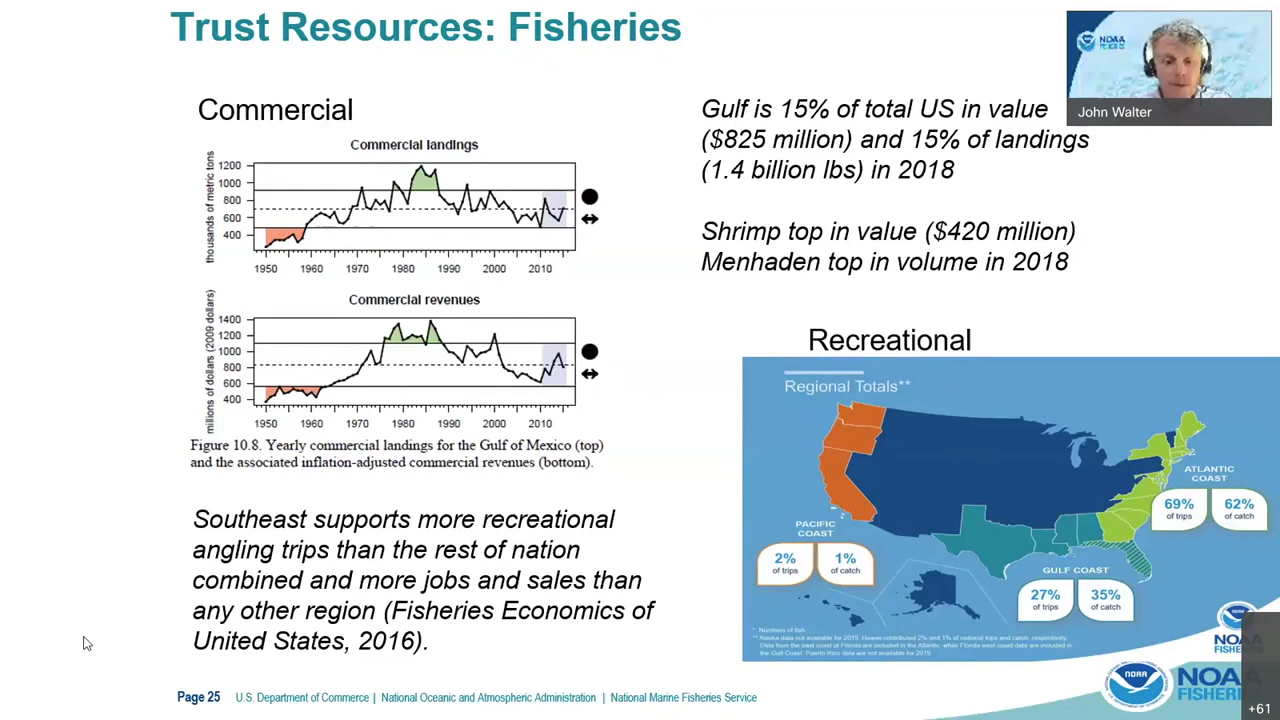 Trust Resources: Fisheries
NOAA
John Walter
Commercial
Commercial landings
thousands of metric tons
1200
1000
800
600
400
1950
1960
1970
1980
1990
2000
2010
Commercial revenues
millions of dollars (2009 dollars)
1400
1200
1000
800
600
400
1950
1960
1970
1980
1990
2000
2010
Figure 10.8. Yearly commercial landings for the Gulf of Mexico (top)
and the associated inflation-adjusted commercial revenues (bottom).
Southeast supports more recreational
angling trips than the rest of nation
combined and more jobs and sales than
any other region (Fisheries Economics of
United States, 2016).
Gulf is 15% of total US in value
($825 million) and 15% of landings
(1.4 billion lbs) in 2018
Shrimp top in value ($420 million)
Menhaden top in volume in 2018
Recreational
Regional Totals**
PACIFIC
COAST
2%
of trips
1%
of catch
GULF COAST
27%
of trips
35%
of catch
ATLANTIC
COAST
69%
of trips
62%
of catch
* Numbers of fish.
** Alaska data not available for 2019. Hawaii contributed 2% and 1% of national trips and catch, respectively.
Data from the east coast of Florida are included in the Atlantic, while Florida west coast data are included in
the Gulf Coast. Puerto Rico data are not available for 2019.
NOAA
FISHERIES
NOAA
NOAA
FISHERIES
Page 25 U.S. Department of Commerce | National Oceanic and Atmospheric Administration | National Marine Fisheries Service
+61